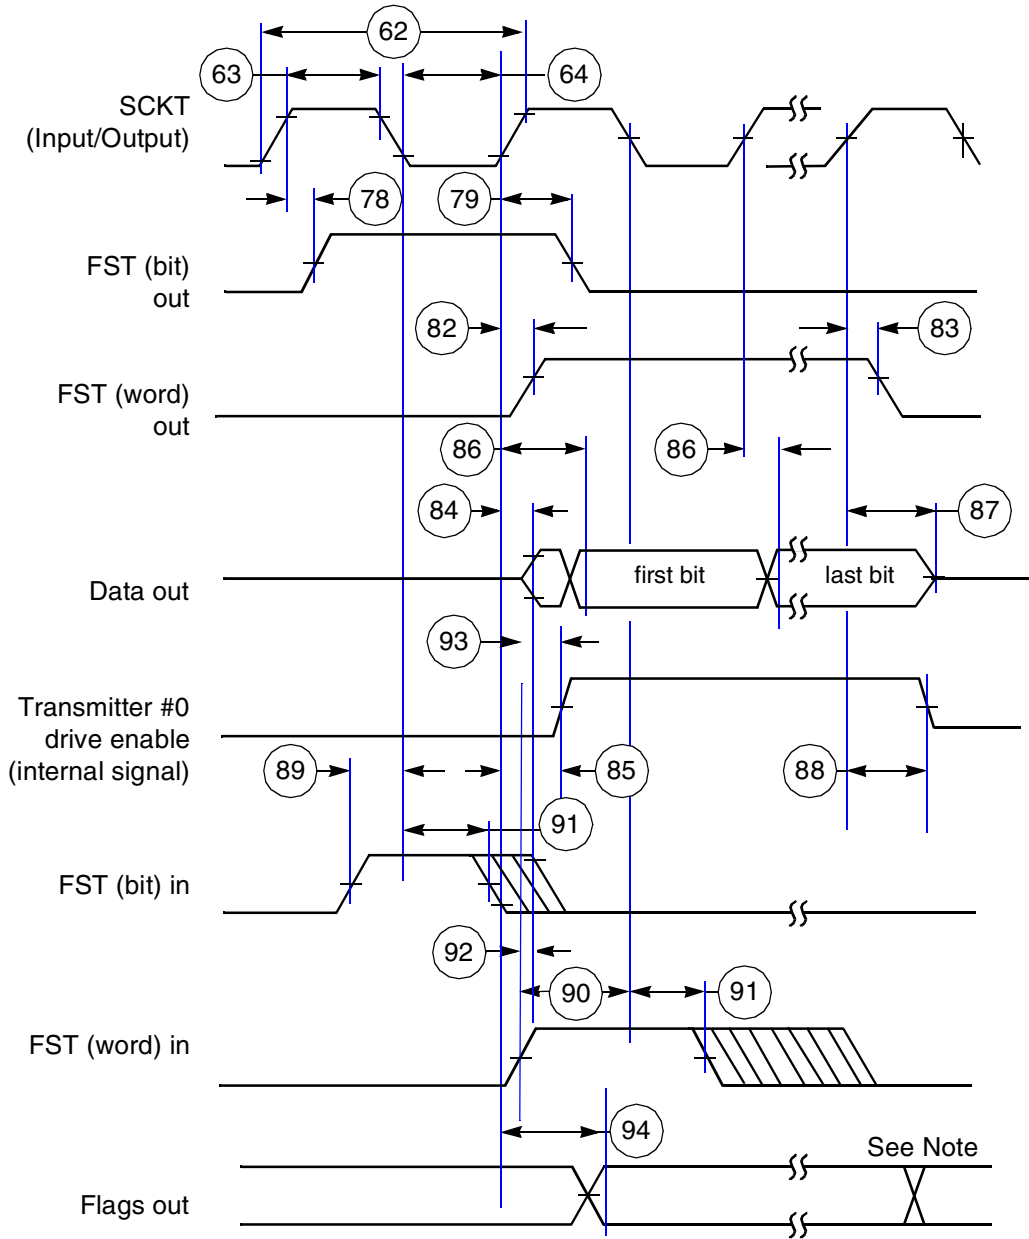 62
63
64
SCKT
(Input/Output)
78
79
FST (bit)
out
82
83
FST (word)
out
86
86
84
87
first bit
last bit
Data out
93
Transmitter #0
drive enable
(internal signal)
89
85
88
91
FST (bit) in
92
90
91
FST (word) in
94
See Note
Flags out